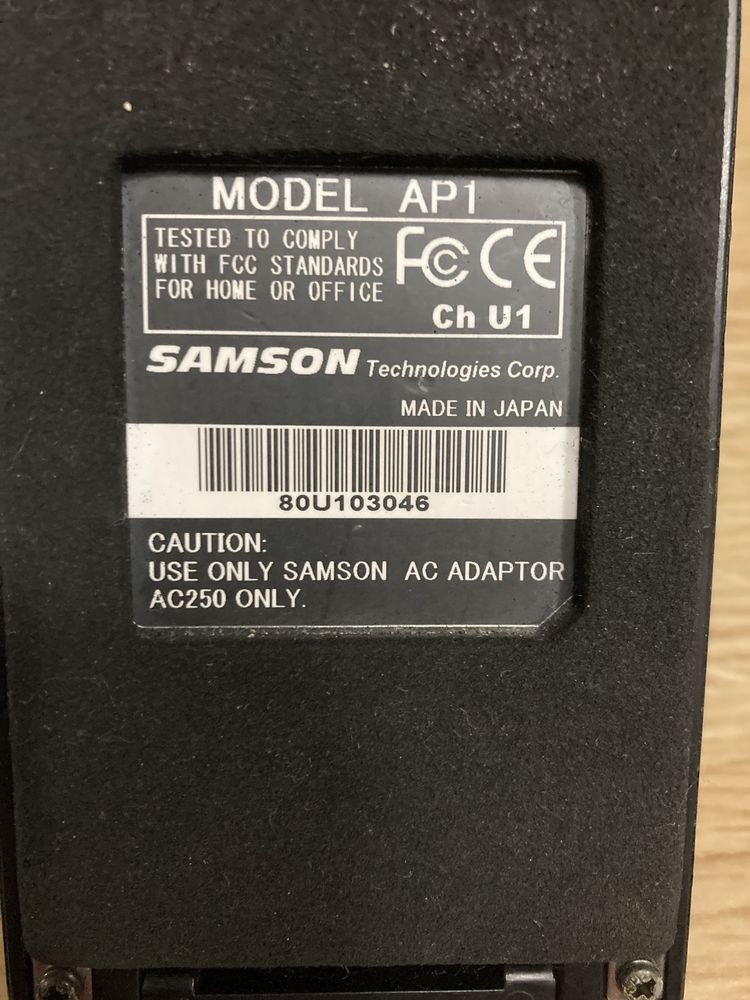 MODEL AP1
TESTED TO COMPLY
WITH FCC STANDARDS
FOR HOME OR OFFICE
FC CE
Ch U1
SAMSON Technologies Corp.
MADE IN JAPAN
80U103046
CAUTION:
USE ONLY SAMSON AC ADAPTOR
AC250 ONLY.